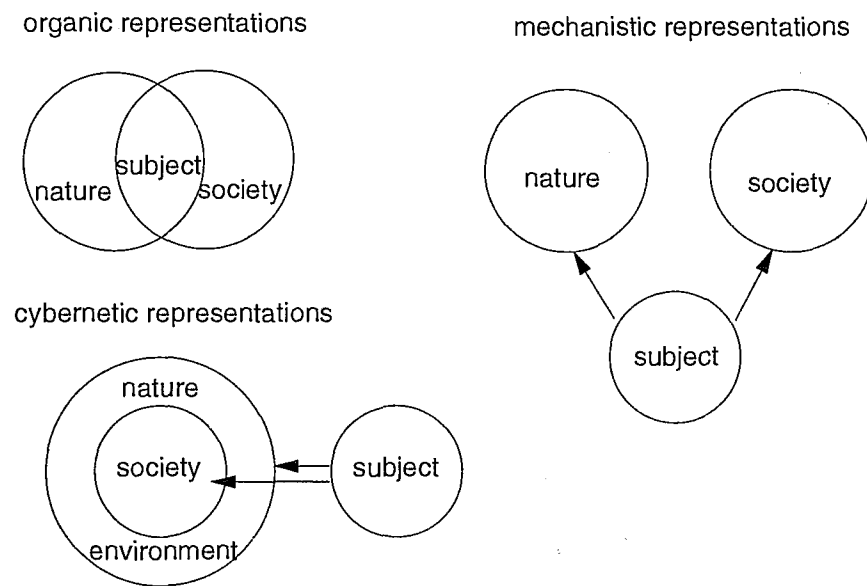 organic representations
nature
subject
society
mechanistic representations
nature
society
subject
cybernetic representations
nature
society
environment
subject